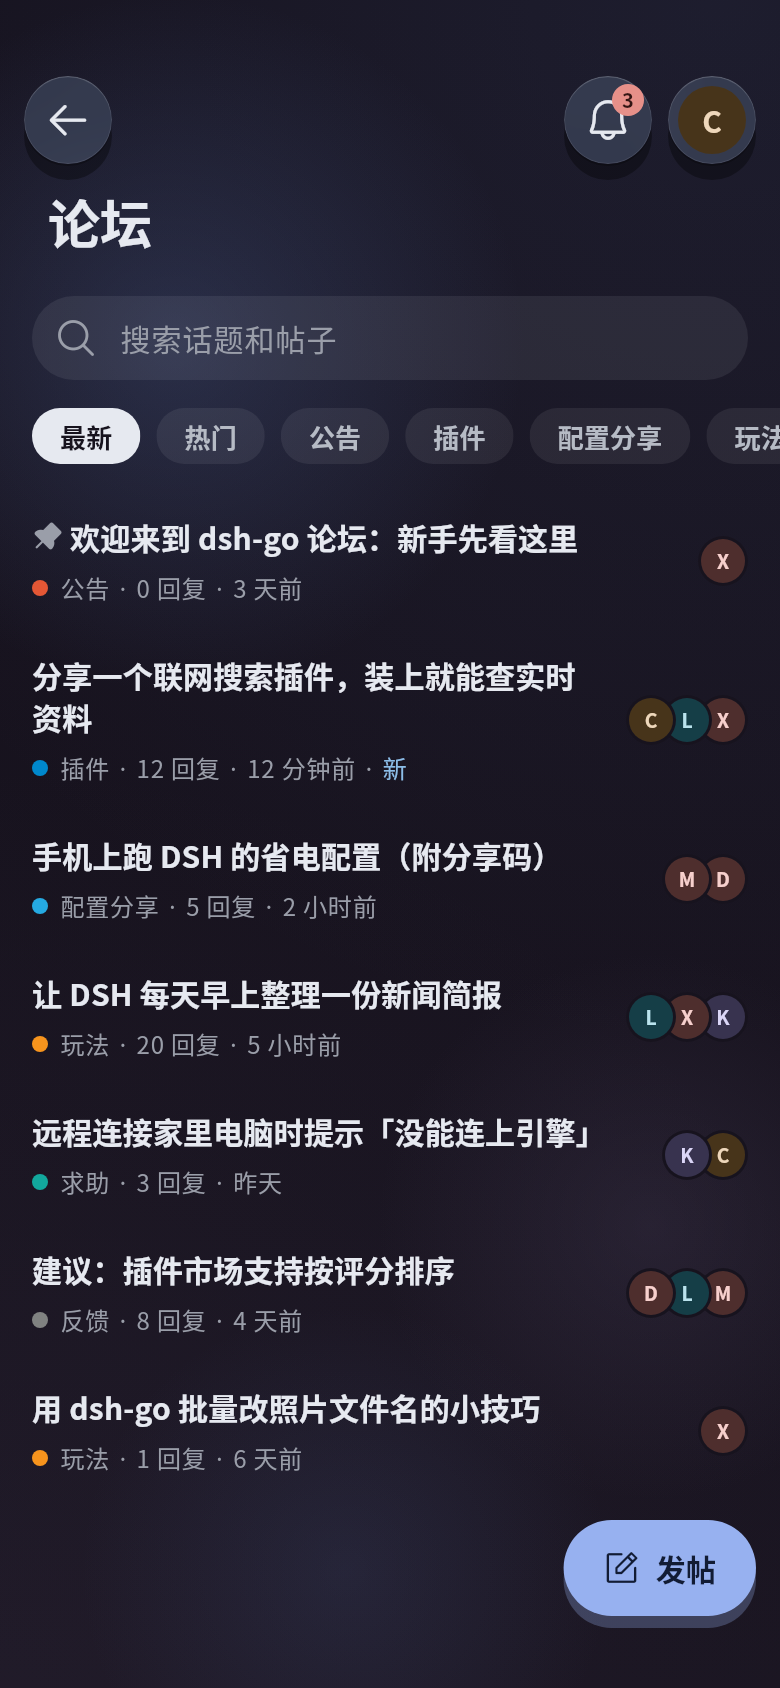 3
C
论坛
搜索话题和帖子
最新 热门 公告 插件 配置分享 玩法
欢迎来到 dsh-go 论坛：新手先看这里
公告 · 0 回复 · 3 天前
X
分享一个联网搜索插件，装上就能查实时
资料
插件 · 12 回复 · 12 分钟前 · 新
C L X
手机上跑 DSH 的省电配置（附分享码）
配置分享 · 5 回复 · 2 小时前
M D
让 DSH 每天早上整理一份新闻简报
玩法 · 20 回复 · 5 小时前
L X K
远程连接家里电脑时提示「没能连上引擎」
求助 · 3 回复 · 昨天
K C
建议：插件市场支持按评分排序
反馈 · 8 回复 · 4 天前
D L M
用 dsh-go 批量改照片文件名的小技巧
玩法 · 1 回复 · 6 天前
X
发帖